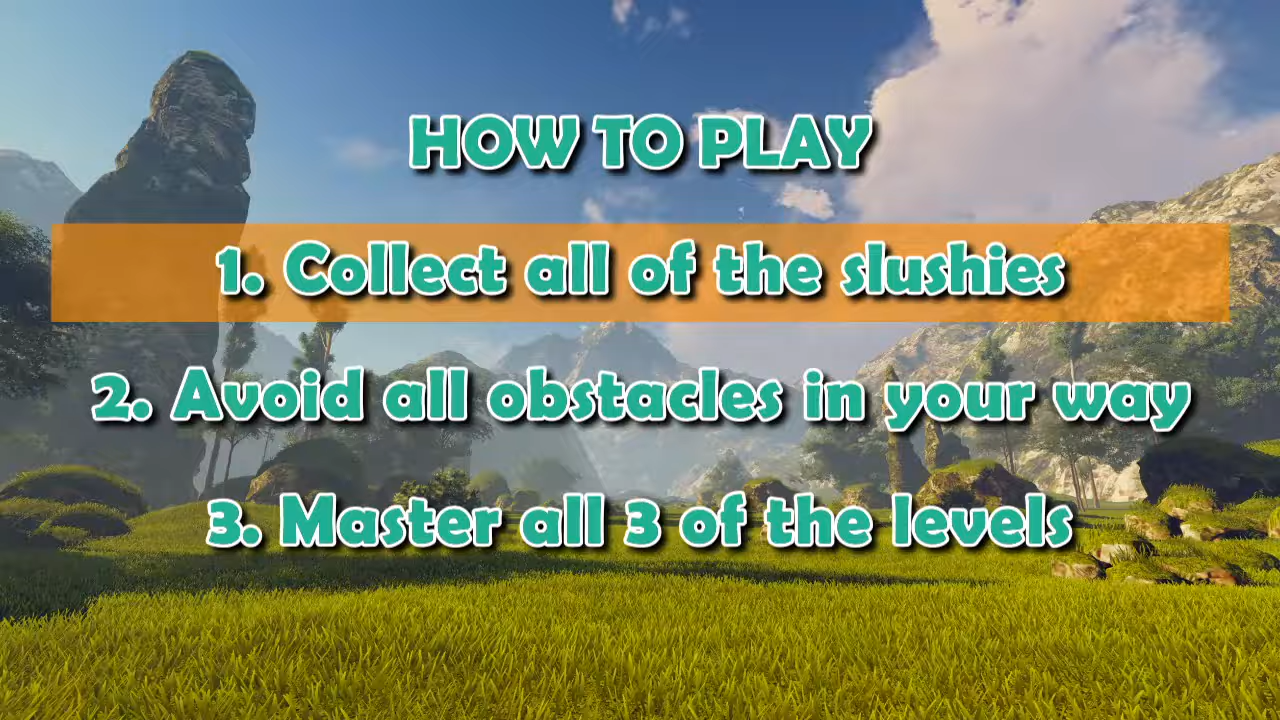 HOW TO PLAY
1. Collect all of the slushies
2. Avoid all obstacles in your way
3. Master all 3 of the levels